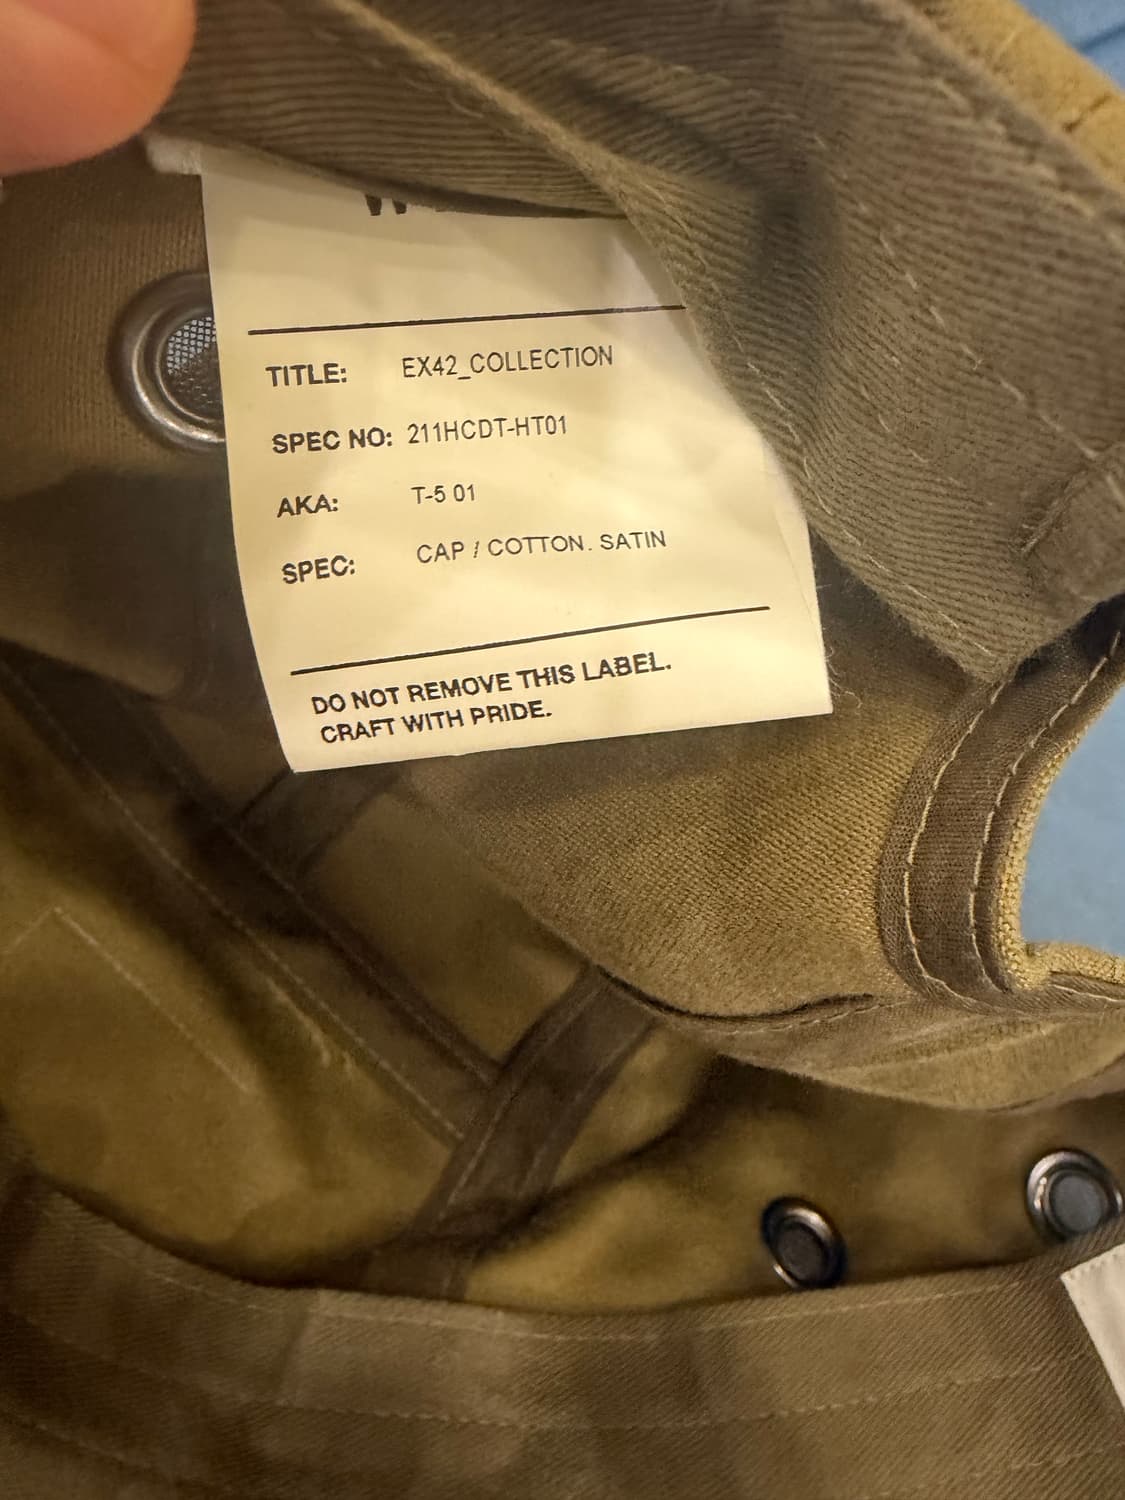 TITLE: EX42_COLLECTION
SPEC NO: 211HCDT-HT01
AKA: T-5 01
SPEC: CAP / COTTON. SATIN
DO NOT REMOVE THIS LABEL.
CRAFT WITH PRIDE.